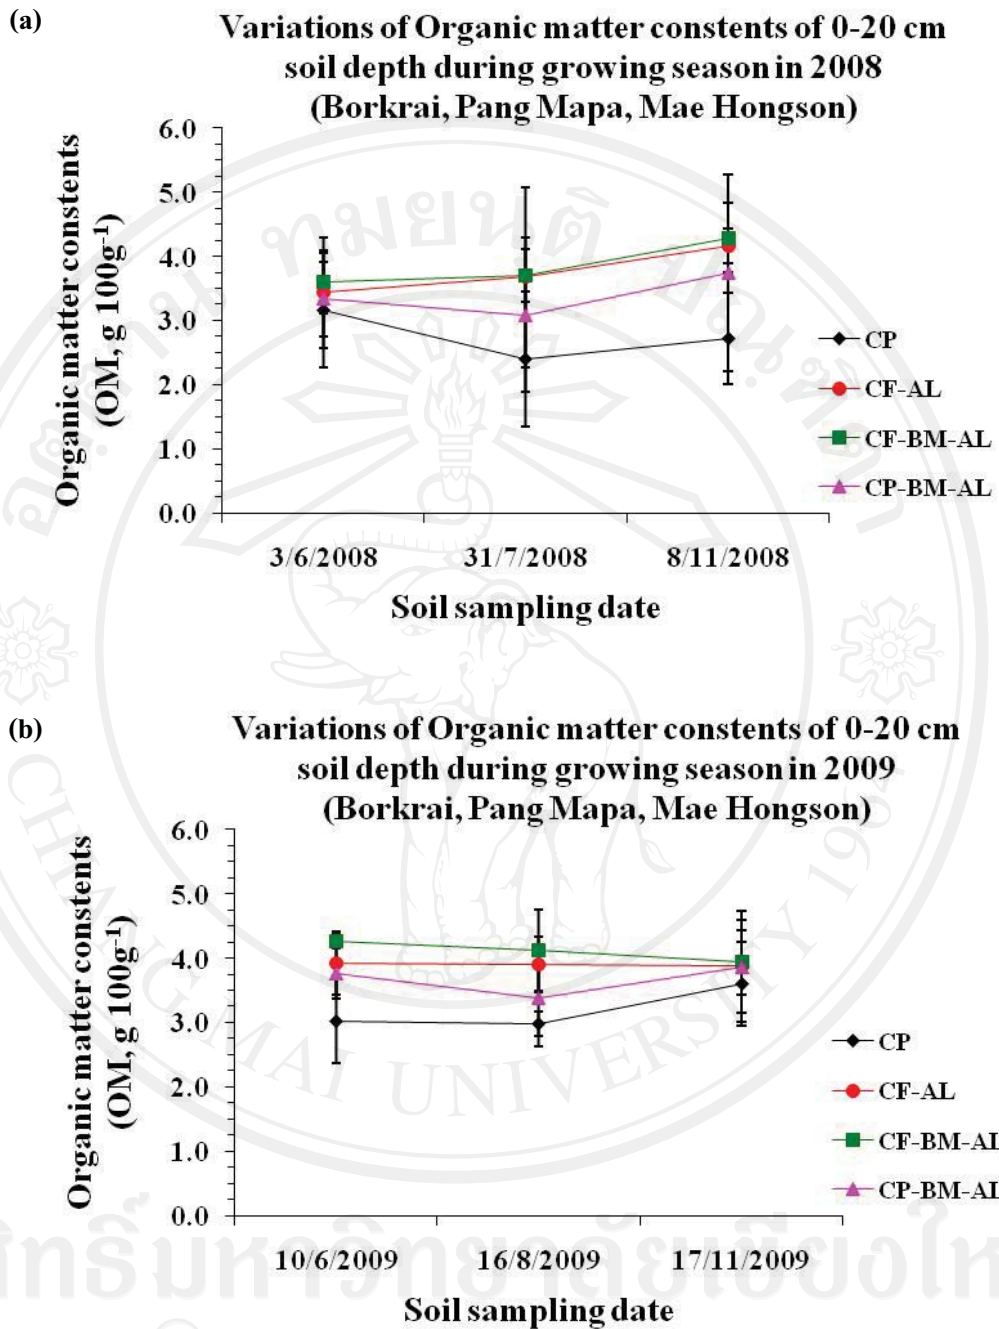 (a)
Variations of Organic matter constents of 0-20 cm
soil depth during growing season in 2008
(Borkrai, Pang Mapa, Mae Hongson)
Organic matter constents
(OM, g 100g⁻¹)
6.0
5.0
4.0
3.0
2.0
1.0
0.0
CP
CF-AL
CF-BM-AL
CP-BM-AL
3/6/2008 31/7/2008 8/11/2008
Soil sampling date
(b)
Variations of Organic matter constents of 0-20 cm
soil depth during growing season in 2009
(Borkrai, Pang Mapa, Mae Hongson)
Organic matter constents
(OM, g 100g⁻¹)
6.0
5.0
4.0
3.0
2.0
1.0
0.0
CP
CF-AL
CF-BM-AL
CP-BM-AL
10/6/2009 16/8/2009 17/11/2009
Soil sampling date
CHIANG MAI UNIVERSITY 1964